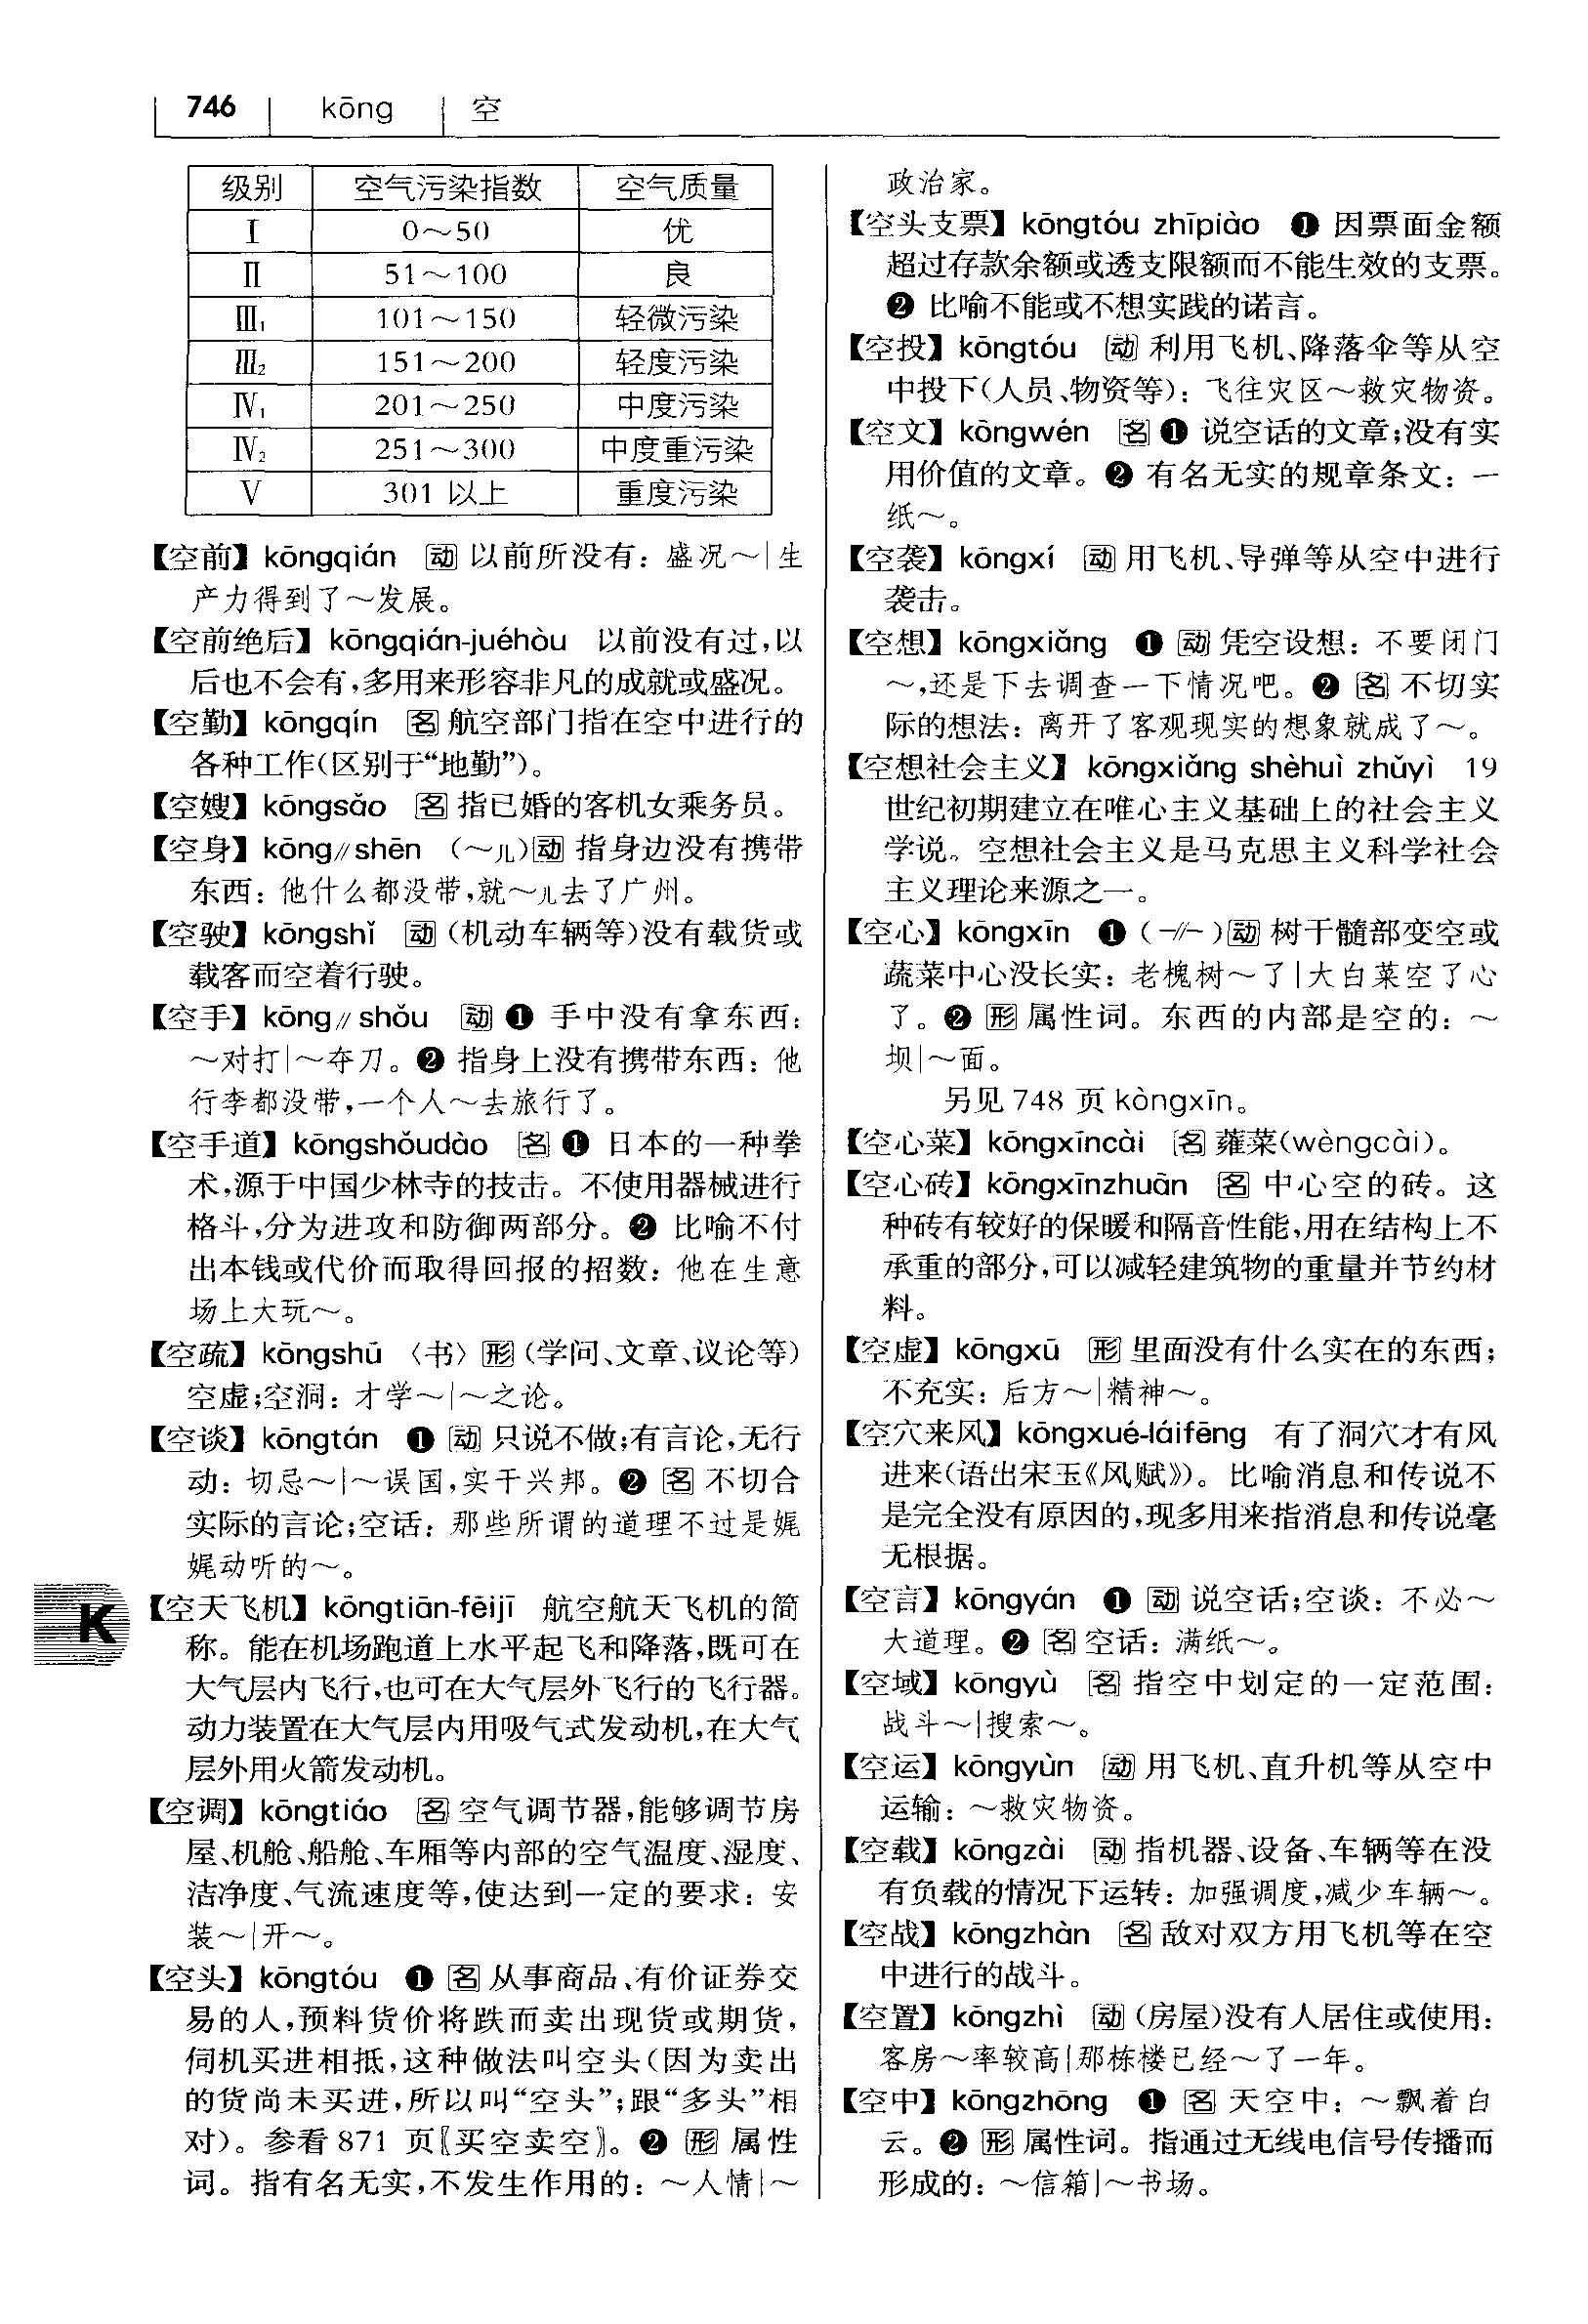 746 kōng 空
级别 空气污染指数 空气质量
Ⅰ 0～50 优
Ⅱ 51～100 良
Ⅲ₁ 101～150 轻微污染
Ⅲ₂ 151～200 轻度污染
Ⅳ₁ 201～250 中度污染
Ⅳ₂ 251～300 中度重污染
Ⅴ 301 以上 重度污染
【空前】kōngqián 动 以前所没有：盛况～|生
产力得到了～发展。
【空前绝后】kōngqián-juéhòu 以前没有过，以
后也不会有，多用来形容非凡的成就或盛况。
【空勤】kōngqín 名 航空部门指在空中进行的
各种工作（区别于“地勤”）。
【空嫂】kōngsǎo 名 指已婚的客机女乘务员。
【空身】kōng∥shēn （～儿）动 指身边没有携带
东西：他什么都没带，就～儿去了广州。
【空驶】kōngshǐ 动（机动车辆等）没有载货或
载客而空着行驶。
【空手】kōng∥shǒu 动 ❶ 手中没有拿东西：
～对打|～夺刀。❷ 指身上没有携带东西：他
行李都没带，一个人～去旅行了。
【空手道】kōngshǒudào 名 ❶ 日本的一种拳
术，源于中国少林寺的技击。不使用器械进行
格斗，分为进攻和防御两部分。❷ 比喻不付
出本钱或代价而取得回报的招数：他在生意
场上大玩～。
【空疏】kōngshū 〈书〉形（学问、文章、议论等）
空虚；空洞：才学～|～之论。
【空谈】kōngtán ❶ 动 只说不做；有言论，无行
动：切忌～|～误国，实干兴邦。❷ 名 不切合
实际的言论；空话：那些所谓的道理不过是娓
娓动听的～。
【空天飞机】kōngtiān-fēijī 航空航天飞机的简
称。能在机场跑道上水平起飞和降落，既可在
大气层内飞行，也可在大气层外飞行的飞行器。
动力装置在大气层内用吸气式发动机，在大气
层外用火箭发动机。
【空调】kōngtiáo 名 空气调节器，能够调节房
屋、机舱、船舱、车厢等内部的空气温度、湿度、
洁净度、气流速度等，使达到一定的要求：安
装～|开～。
【空头】kōngtóu ❶ 名 从事商品、有价证券交
易的人，预料货价将跌而卖出现货或期货，
伺机买进相抵，这种做法叫空头（因为卖出
的货尚未买进，所以叫“空头”；跟“多头”相
对）。参看 871 页〖买空卖空〗。❷ 形 属性
词。指有名无实，不发生作用的：～人情|～
K
政治家。
【空头支票】kōngtóu zhīpiào ❶ 因票面金额
超过存款余额或透支限额而不能生效的支票。
❷ 比喻不能或不想实践的诺言。
【空投】kōngtóu 动 利用飞机、降落伞等从空
中投下（人员、物资等）：飞往灾区～救灾物资。
【空文】kōngwén 名 ❶ 说空话的文章；没有实
用价值的文章。❷ 有名无实的规章条文：一
纸～。
【空袭】kōngxí 动 用飞机、导弹等从空中进行
袭击。
【空想】kōngxiǎng ❶ 动 凭空设想：不要闭门
～，还是下去调查一下情况吧。❷ 名 不切实
际的想法：离开了客观现实的想象就成了～。
【空想社会主义】kōngxiǎng shèhuì zhǔyì 19
世纪初期建立在唯心主义基础上的社会主义
学说。空想社会主义是马克思主义科学社会
主义理论来源之一。
【空心】kōngxīn ❶（-∥-）动 树干髓部变空或
蔬菜中心没长实：老槐树～了|大白菜空了心
了。❷ 形 属性词。东西的内部是空的：～
坝|～面。
另见 748 页 kòngxīn。
【空心菜】kōngxīncài 名 蕹菜（wèngcài）。
【空心砖】kōngxīnzhuān 名 中心空的砖。这
种砖有较好的保暖和隔音性能，用在结构上不
承重的部分，可以减轻建筑物的重量并节约材
料。
【空虚】kōngxū 形 里面没有什么实在的东西；
不充实：后方～|精神～。
【空穴来风】kōngxué-láifēng 有了洞穴才有风
进来（语出宋玉《风赋》）。比喻消息和传说不
是完全没有原因的，现多用来指消息和传说毫
无根据。
【空言】kōngyán ❶ 动 说空话；空谈：不必～
大道理。❷ 名 空话：满纸～。
【空域】kōngyù 名 指空中划定的一定范围：
战斗～|搜索～。
【空运】kōngyùn 动 用飞机、直升机等从空中
运输：～救灾物资。
【空载】kōngzài 动 指机器、设备、车辆等在没
有负载的情况下运转：加强调度，减少车辆～。
【空战】kōngzhàn 名 敌对双方用飞机等在空
中进行的战斗。
【空置】kōngzhì 动（房屋）没有人居住或使用：
客房～率较高|那栋楼已经～了一年。
【空中】kōngzhōng ❶ 名 天空中：～飘着白
云。❷ 形 属性词。指通过无线电信号传播而
形成的：～信箱|～书场。